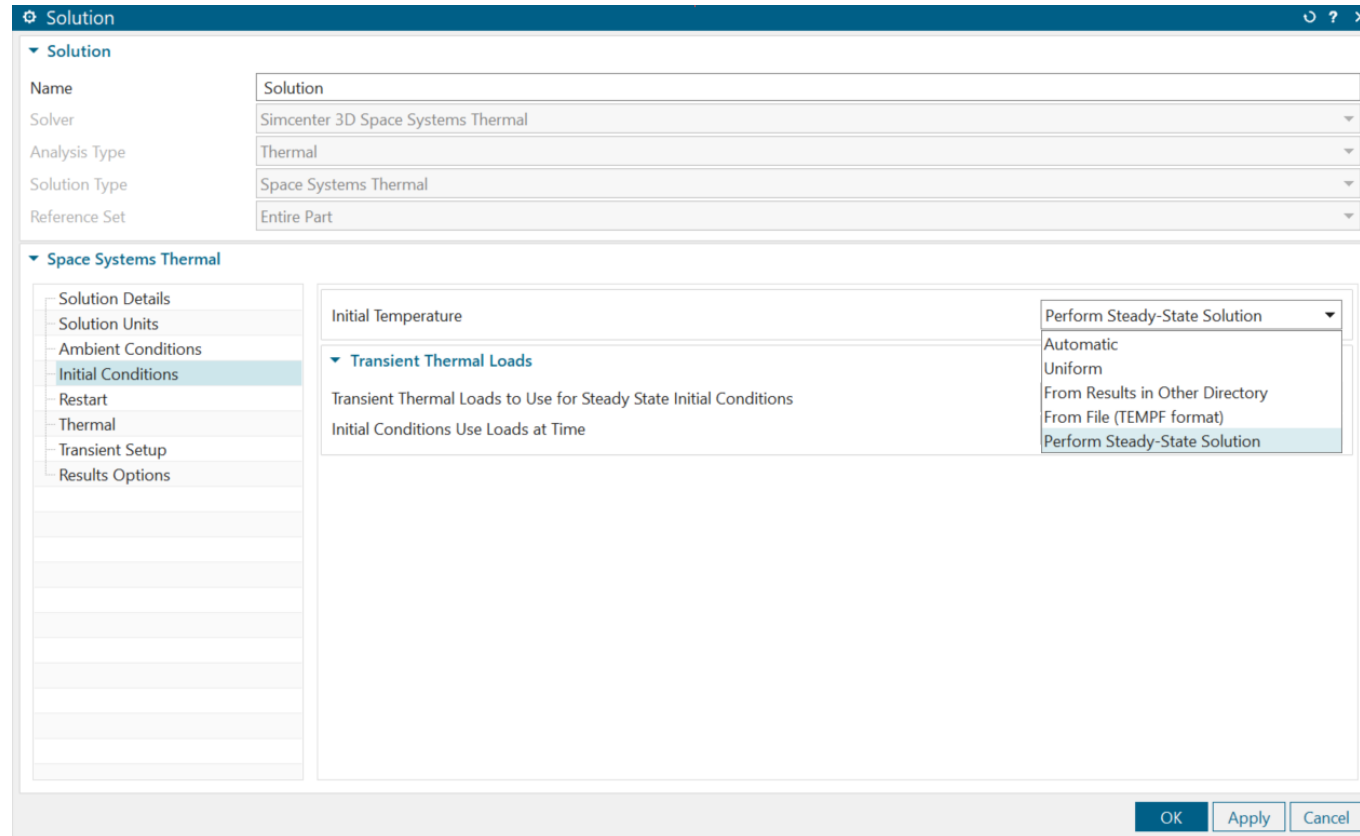 Solution
Solution
Name Solution
Solver Simcenter 3D Space Systems Thermal
Analysis Type Thermal
Solution Type Space Systems Thermal
Reference Set Entire Part
Space Systems Thermal
Solution Details
Solution Units
Ambient Conditions
Initial Conditions
Restart
Thermal
Transient Setup
Results Options
Initial Temperature Perform Steady-State Solution
Automatic
Uniform
From Results in Other Directory
From File (TEMPF format)
Perform Steady-State Solution
Transient Thermal Loads
Transient Thermal Loads to Use for Steady State Initial Conditions
Initial Conditions Use Loads at Time
OK Apply Cancel